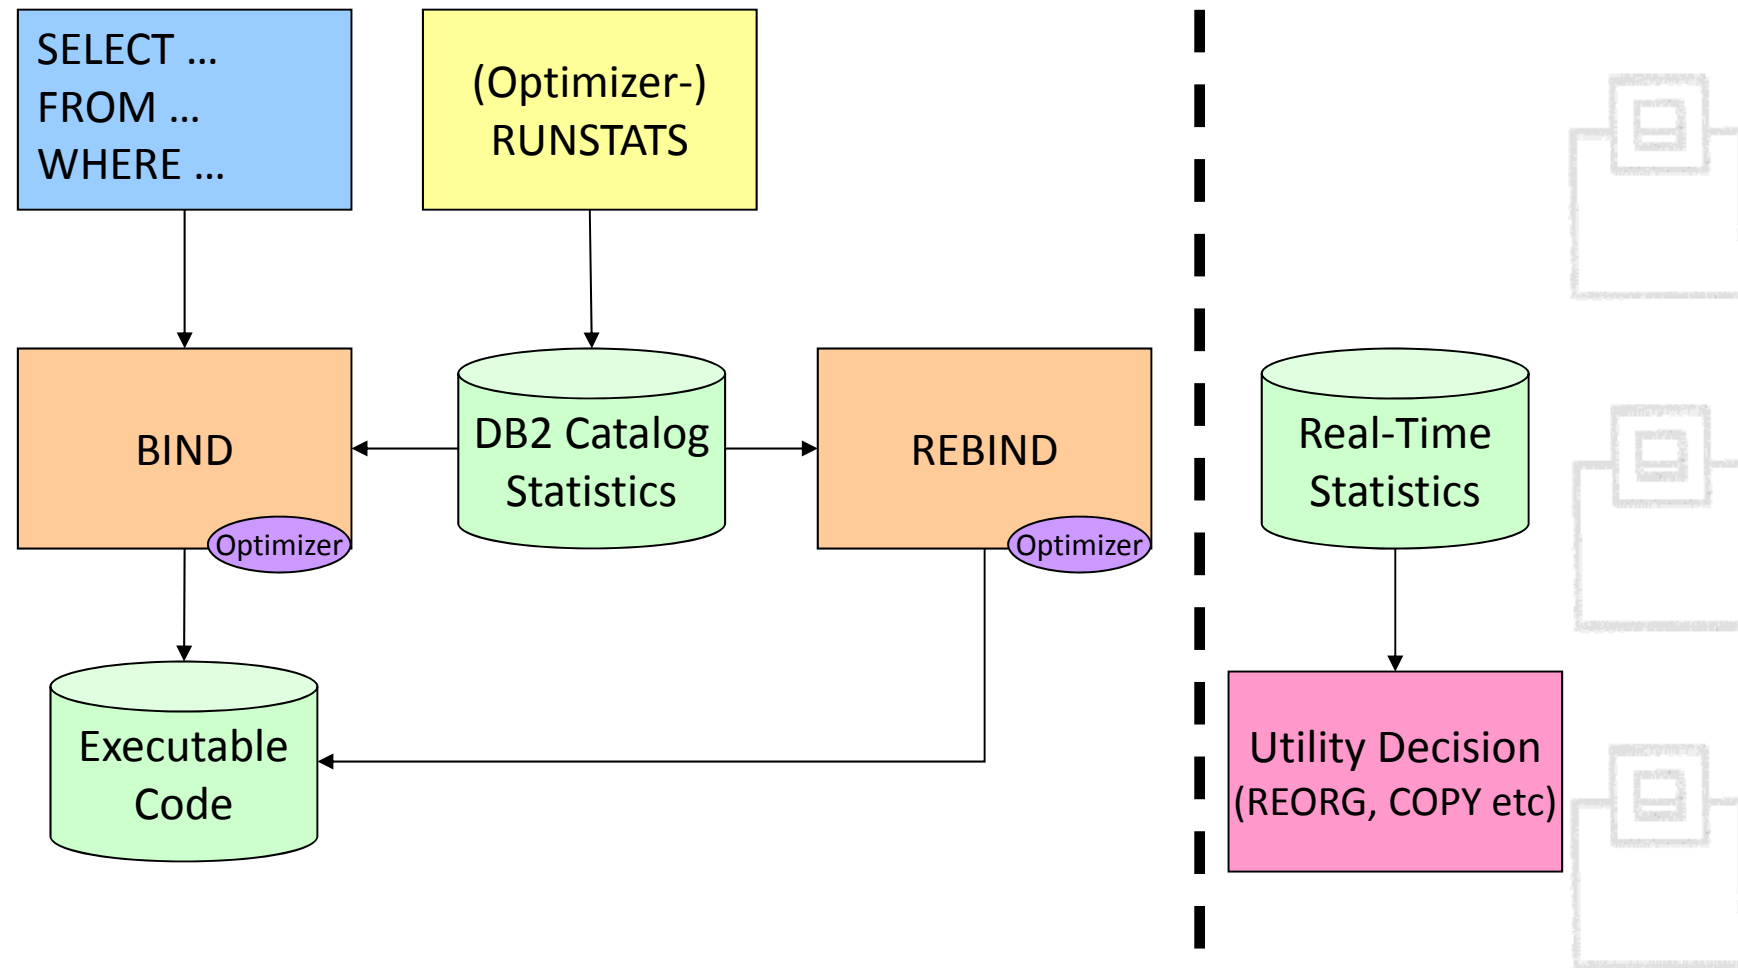 SELECT …
FROM …
WHERE …
(Optimizer-)
RUNSTATS
BIND
Optimizer
DB2 Catalog
Statistics
REBIND
Optimizer
Real-Time
Statistics
Executable
Code
Utility Decision
(REORG, COPY etc)